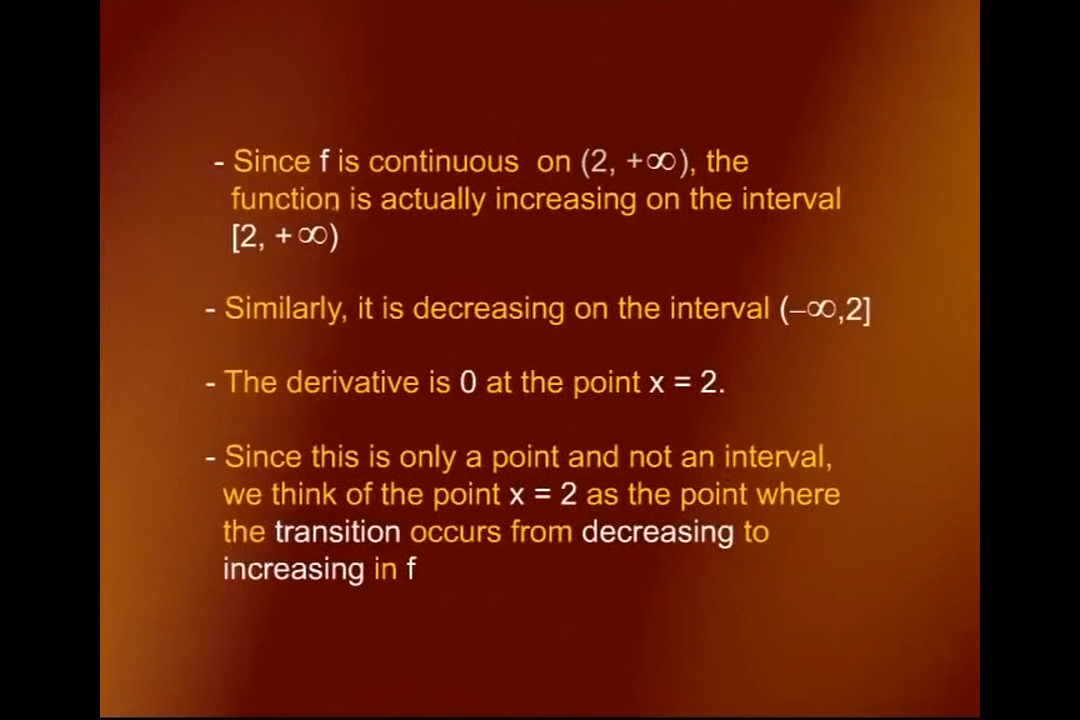 - Since f is continuous on (2, +∞), the
function is actually increasing on the interval
[2, +∞)
- Similarly, it is decreasing on the interval (–∞,2]
- The derivative is 0 at the point x = 2.
- Since this is only a point and not an interval,
we think of the point x = 2 as the point where
the transition occurs from decreasing to
increasing in f